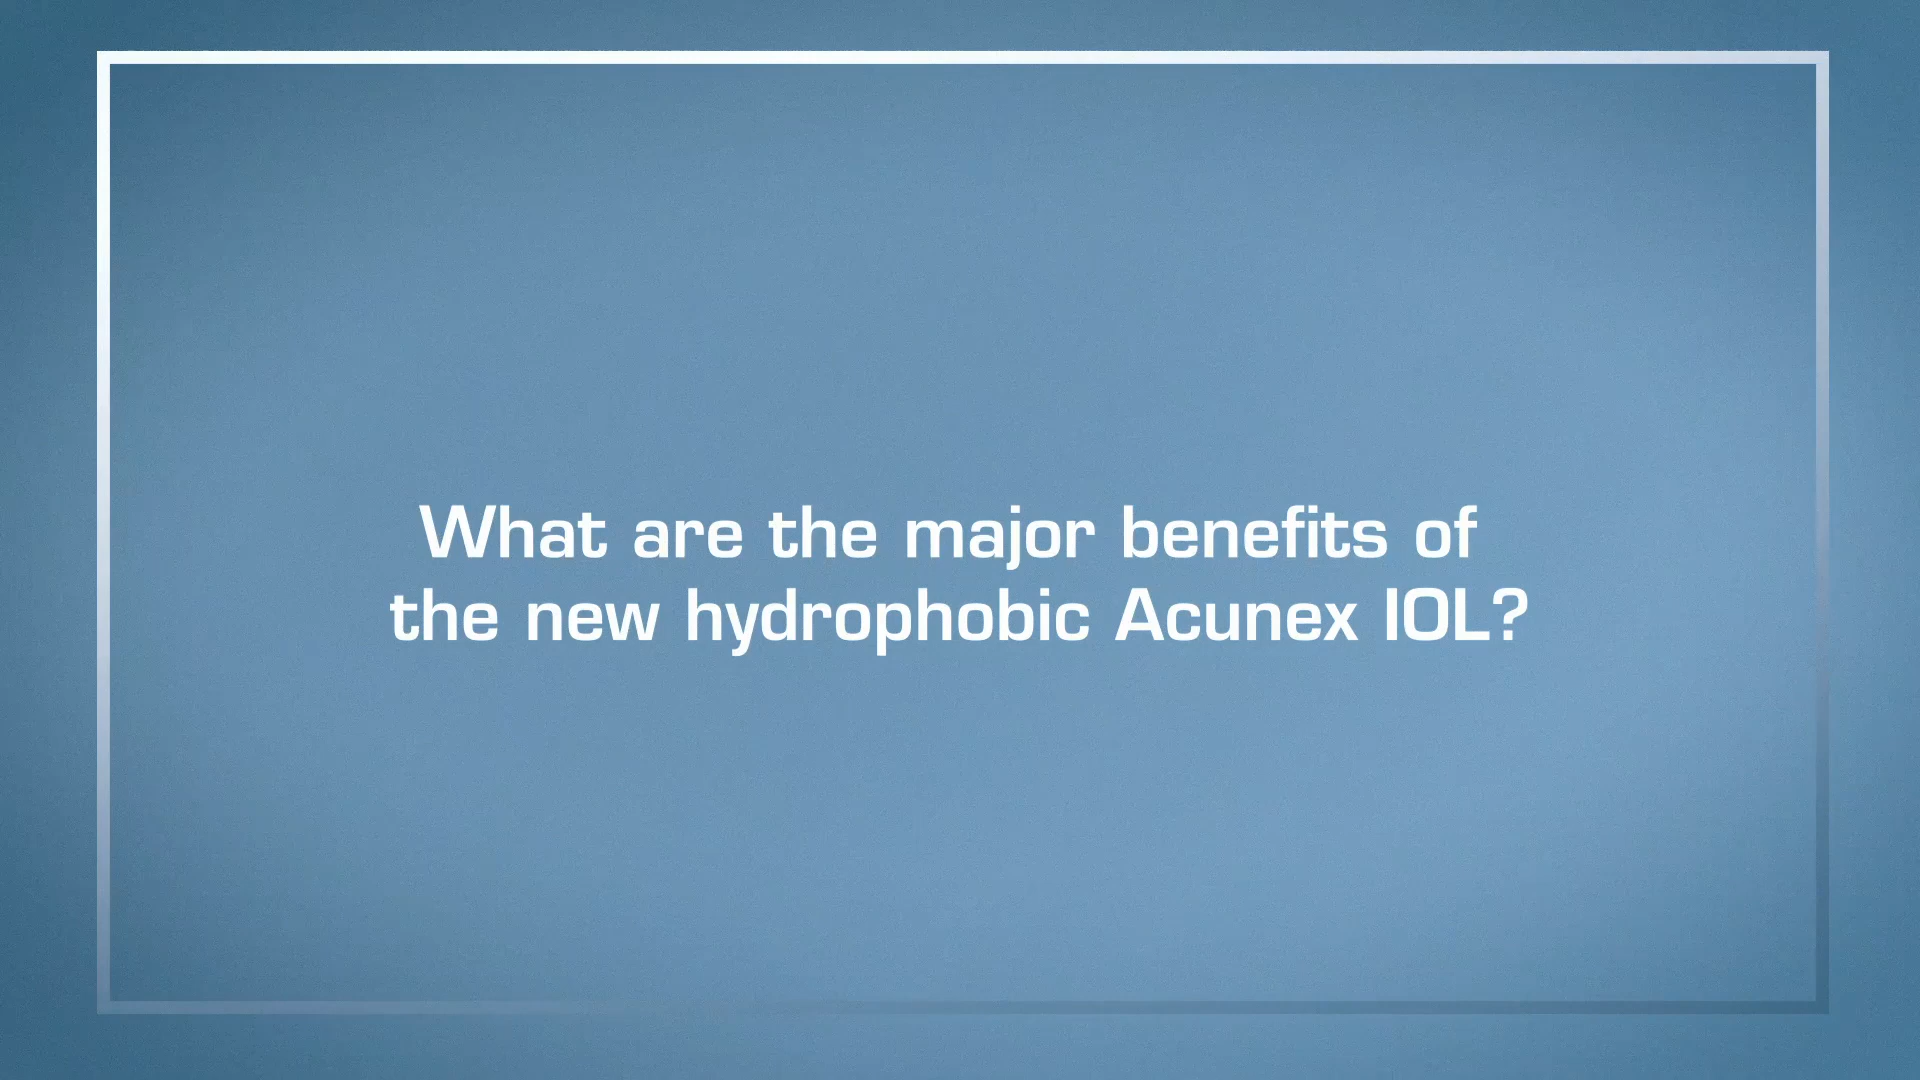 What are the major benefits of
the new hydrophobic Acunex IOL?